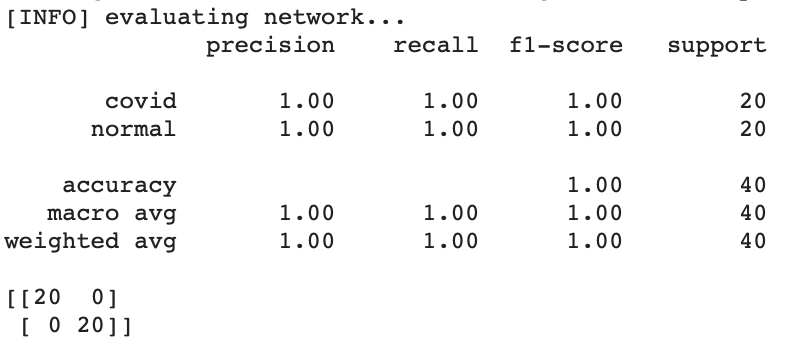 [INFO] evaluating network...
precision recall f1-score support
covid 1.00 1.00 1.00 20
normal 1.00 1.00 1.00 20
accuracy 1.00 40
macro avg 1.00 1.00 1.00 40
weighted avg 1.00 1.00 1.00 40
[[20 0]
[ 0 20]]